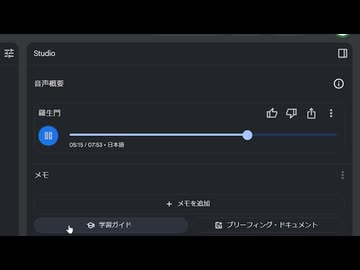 Studio
音声概要
羅生門
05:15 / 07:53 • 日本語
メモ
+ メモを追加
学習ガイド
ブリーフィング・ドキュメント